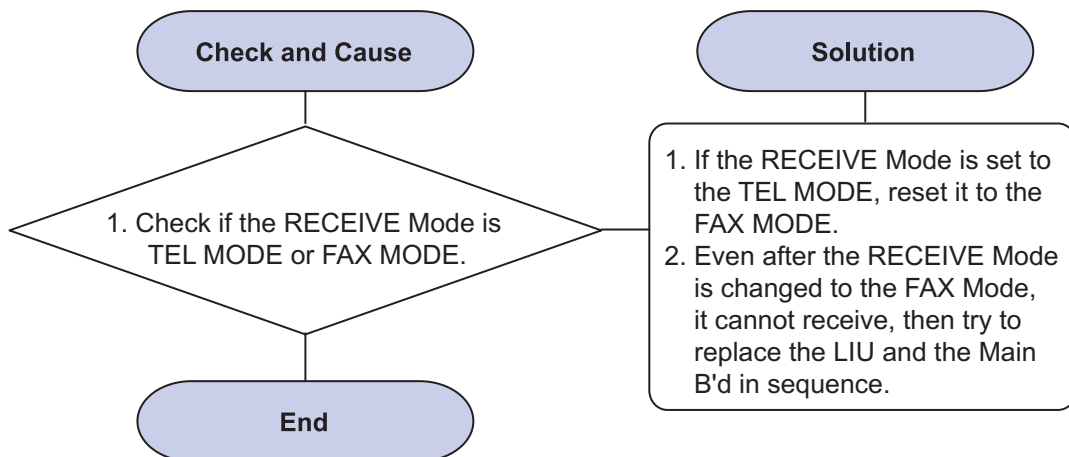 Check and Cause
1. Check if the RECEIVE Mode is
TEL MODE or FAX MODE.
End
Solution
1. If the RECEIVE Mode is set to
the TEL MODE, reset it to the
FAX MODE.
2. Even after the RECEIVE Mode
is changed to the FAX Mode,
it cannot receive, then try to
replace the LIU and the Main
B'd in sequence.